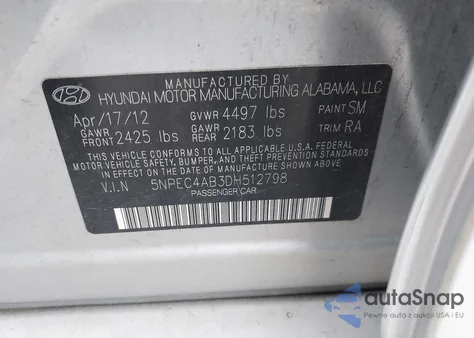 MANUFACTURED BY
HYUNDAI MOTOR MANUFACTURING ALABAMA, LLC
Apr/17/12 GVWR 4497 lbs PAINT SM
GAWR FRONT 2425 lbs GAWR REAR 2183 lbs TRIM RA
THIS VEHICLE CONFORMS TO ALL APPLICABLE U.S. FEDERAL
MOTOR VEHICLE SAFETY, BUMPER, AND THEFT PREVENTION STANDARDS
IN EFFECT ON THE DATE OF MANUFACTURE SHOWN ABOVE.
V.I.N 5NPEC4AB3DH512798
PASSENGER CAR
autoSnap
Pewne auta z aukcji USA i EU